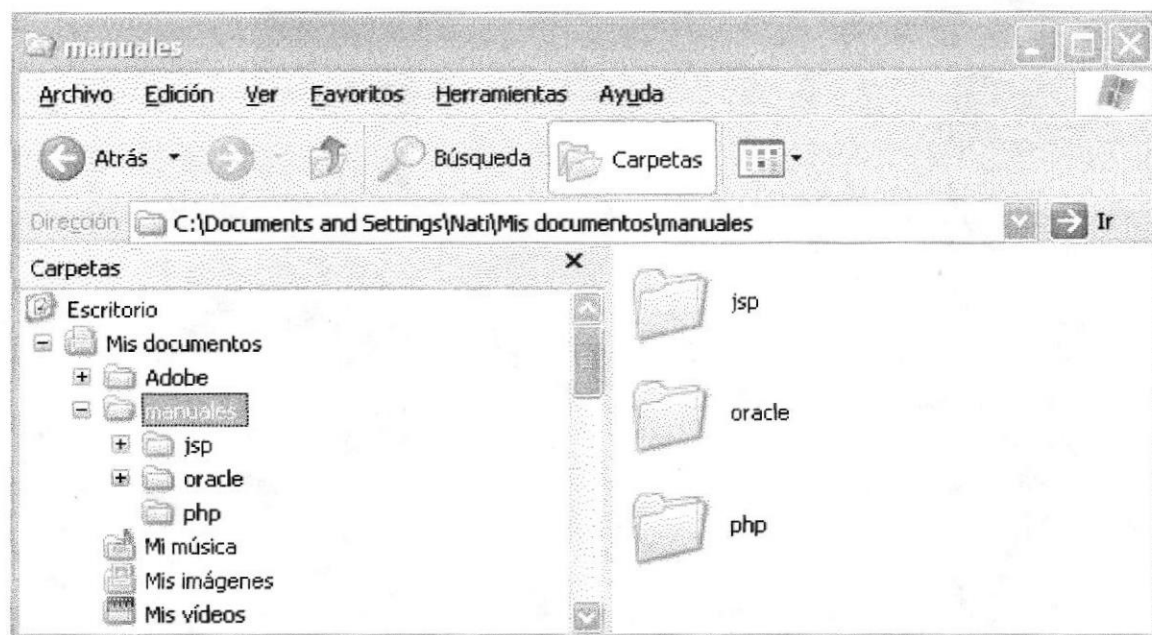 manuales
Archivo Edición Ver Favoritos Herramientas Ayuda
Atrás Búsqueda Carpetas
Dirección C:\Documents and Settings\Nati\Mis documentos\manuales Ir
Carpetas
Escritorio
Mis documentos
Adobe
manuales
jsp
oracle
php
Mi música
Mis imágenes
Mis vídeos
jsp
oracle
php